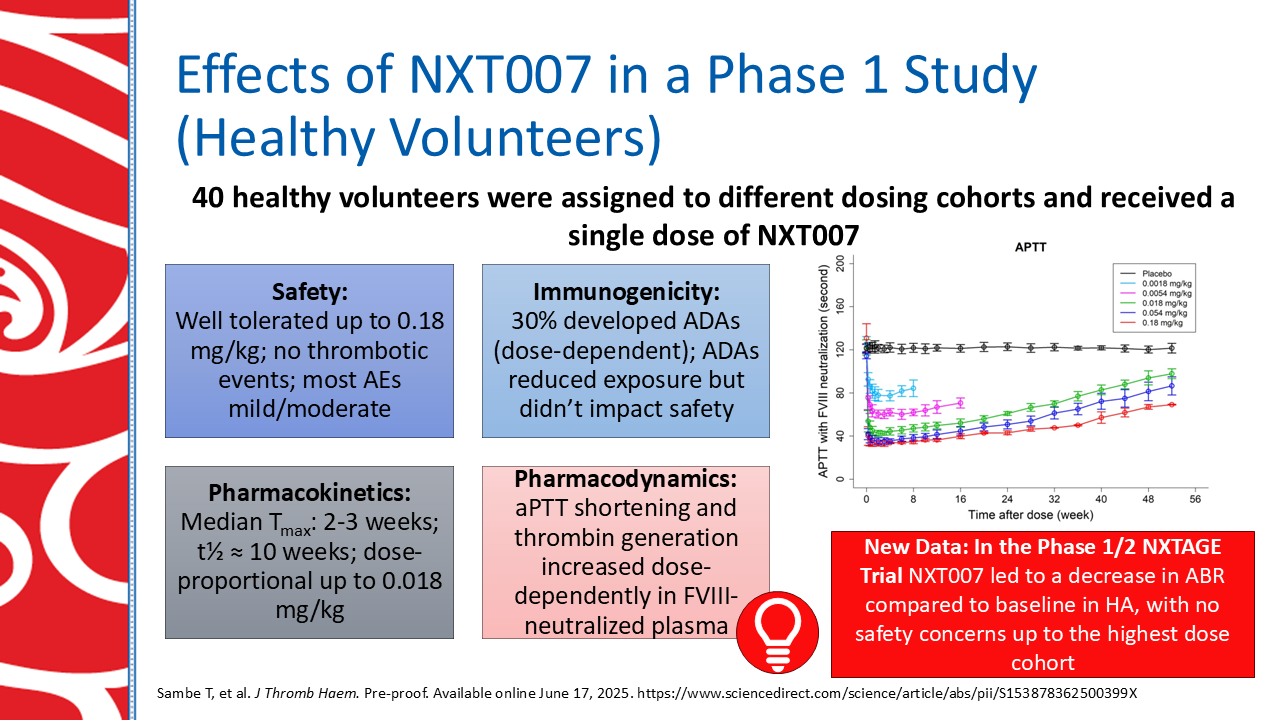 Effects of NXT007 in a Phase 1 Study
(Healthy Volunteers)
40 healthy volunteers were assigned to different dosing cohorts and received a
single dose of NXT007
Safety:
Well tolerated up to 0.18
mg/kg; no thrombotic
events; most AEs
mild/moderate
Immunogenicity:
30% developed ADAs
(dose-dependent); ADAs
reduced exposure but
didn’t impact safety
Pharmacokinetics:
Median Tmax: 2-3 weeks;
t½ ≈ 10 weeks; dose-
proportional up to 0.018
mg/kg
Pharmacodynamics:
aPTT shortening and
thrombin generation
increased dose-
dependently in FVIII-
neutralized plasma
APTT
APTT with FVIII neutralization (second)
200
160
120
80
40
0
Placebo
0.0018 mg/kg
0.0054 mg/kg
0.018 mg/kg
0.054 mg/kg
0.18 mg/kg
0 4 8 16 24 32 40 48 56
Time after dose (week)
New Data: In the Phase 1/2 NXTAGE
Trial NXT007 led to a decrease in ABR
compared to baseline in HA, with no
safety concerns up to the highest dose
cohort
Sambe T, et al. J Thromb Haem. Pre-proof. Available online June 17, 2025. https://www.sciencedirect.com/science/article/abs/pii/S153878362500399X